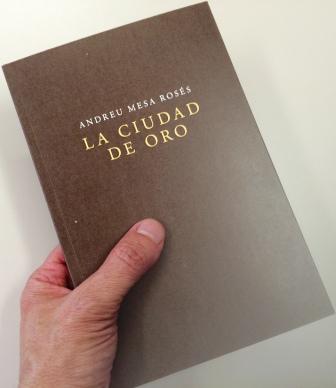 ANDREU MESA ROSÉS
LA CIUDAD
DE ORO